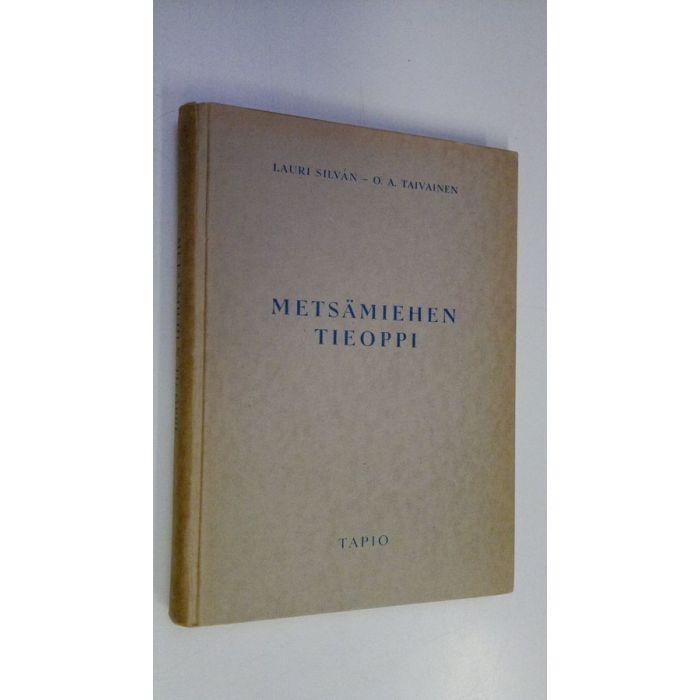 LAURI SILVÁN – O. A. TAIVAINEN
METSÄMIEHEN
TIEOPPI
TAPIO